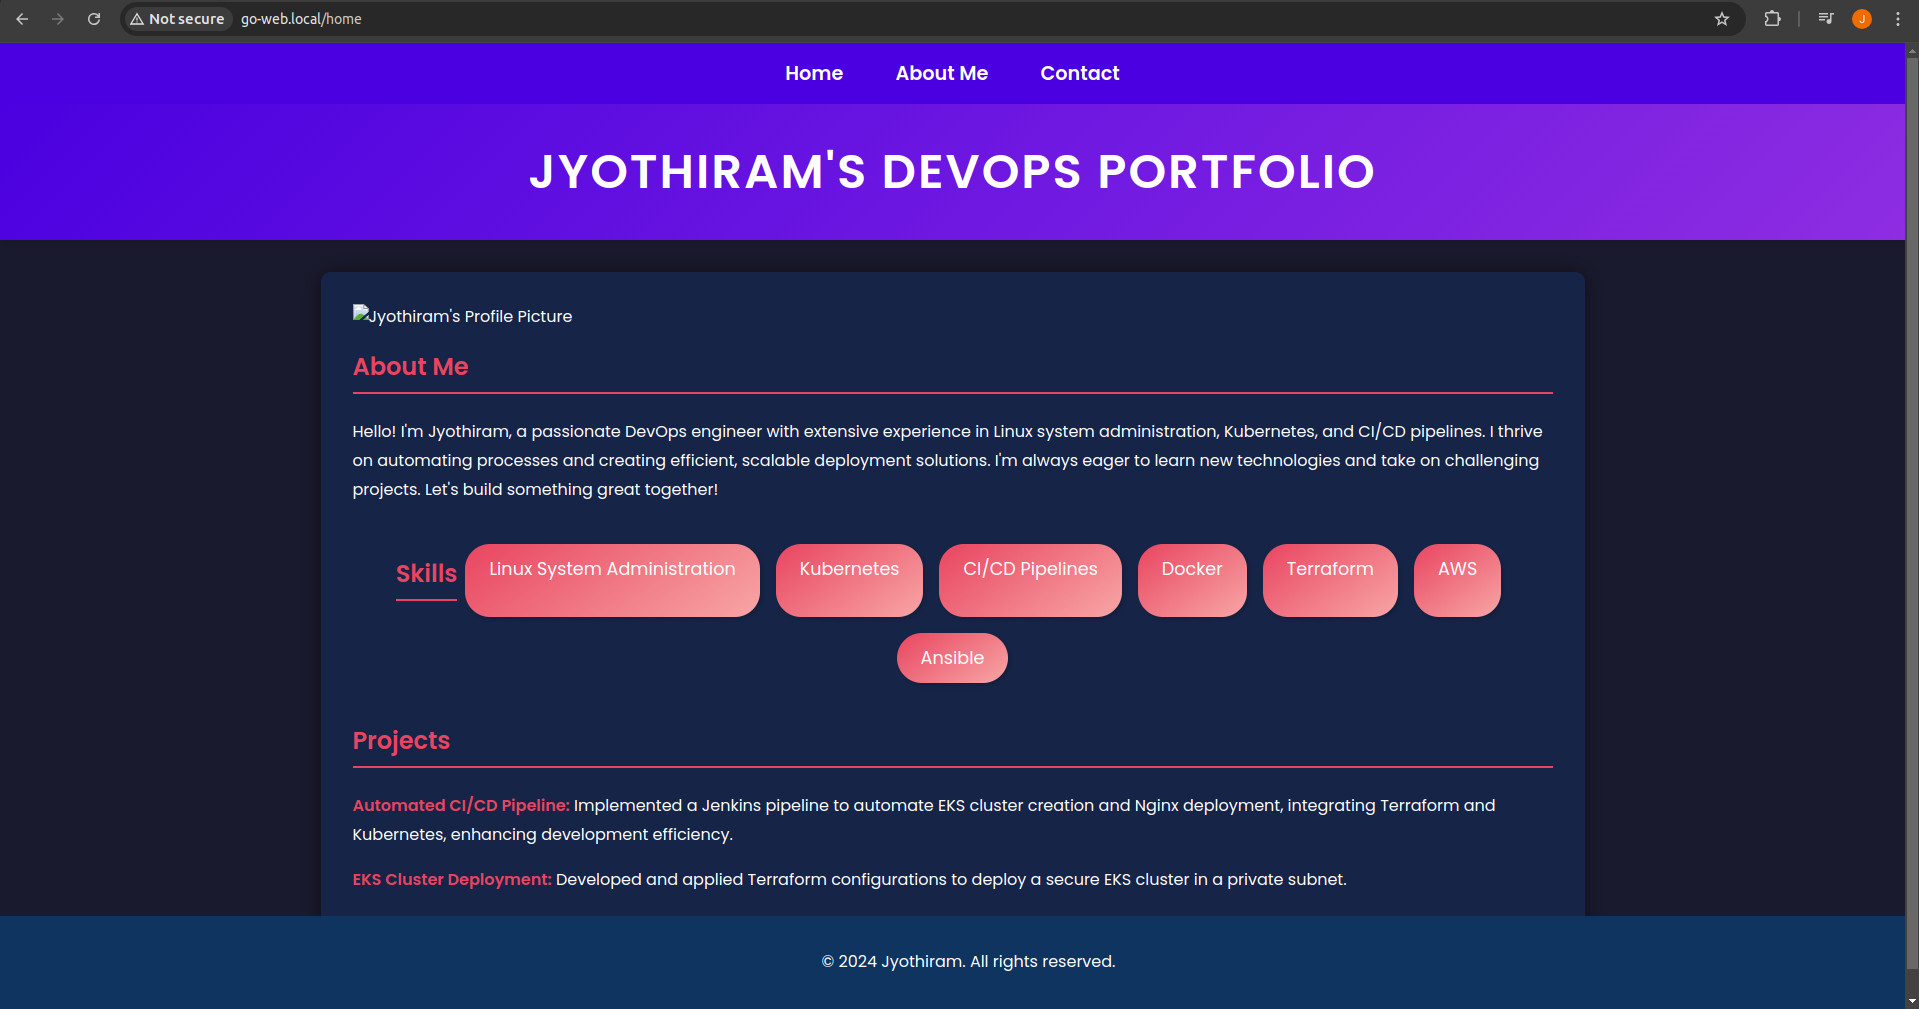 Not secure
go-web.local/home
J
Home
About Me
Contact
JYOTHIRAM'S DEVOPS PORTFOLIO
Jyothiram's Profile Picture
About Me
Hello! I'm Jyothiram, a passionate DevOps engineer with extensive experience in Linux system administration, Kubernetes, and CI/CD pipelines. I thrive
on automating processes and creating efficient, scalable deployment solutions. I'm always eager to learn new technologies and take on challenging
projects. Let's build something great together!
Skills
Linux System Administration
Kubernetes
CI/CD Pipelines
Docker
Terraform
AWS
Ansible
Projects
Automated CI/CD Pipeline: Implemented a Jenkins pipeline to automate EKS cluster creation and Nginx deployment, integrating Terraform and
Kubernetes, enhancing development efficiency.
EKS Cluster Deployment: Developed and applied Terraform configurations to deploy a secure EKS cluster in a private subnet.
© 2024 Jyothiram. All rights reserved.